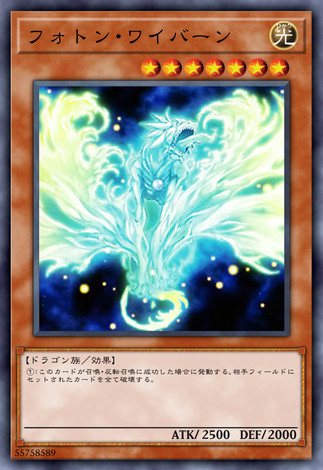 フォトン・ワイバーン
光
【ドラゴン族／効果】
①：このカードが召喚・反転召喚に成功した場合に発動する。相手フィールドに
セットされたカードを全て破壊する。
ATK/ 2500 DEF/ 2000
55758589